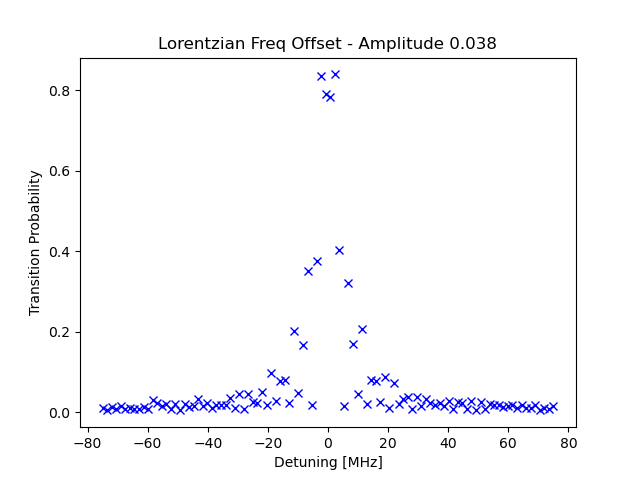 Lorentzian Freq Offset - Amplitude 0.038
Transition Probability
0.8
0.6
0.4
0.2
0.0
−80 −60 −40 −20 0 20 40 60 80
Detuning [MHz]